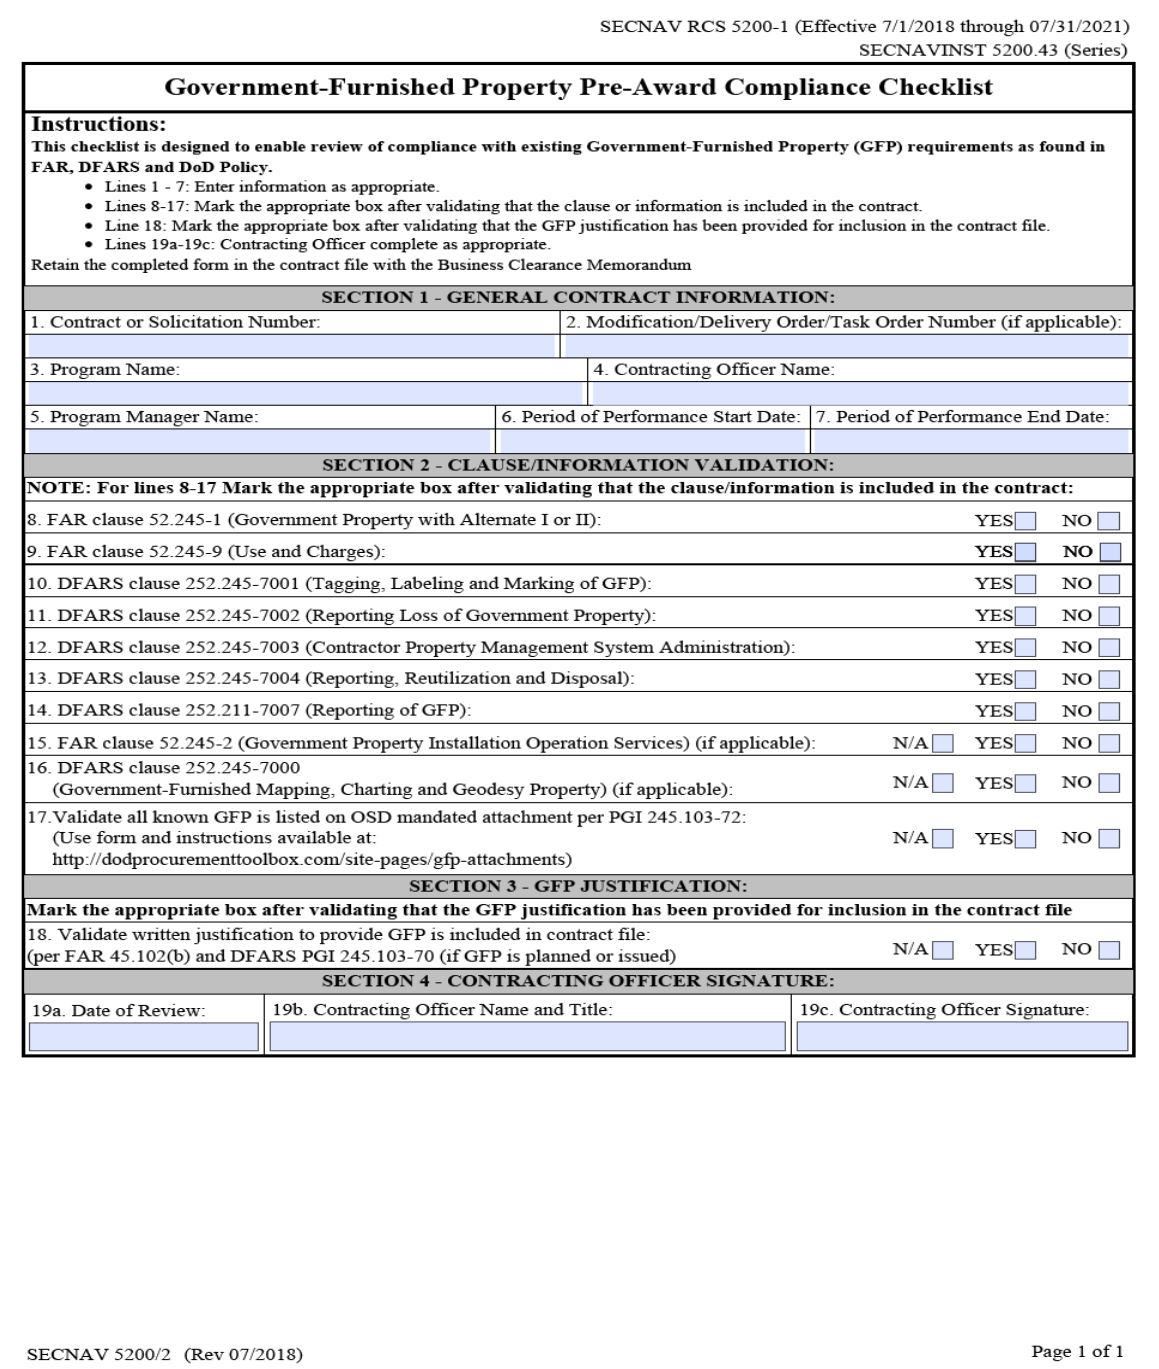 SECNAV RCS 5200-1 (Effective 7/1/2018 through 07/31/2021)
SECNAVINST 5200.43 (Series)
Government-Furnished Property Pre-Award Compliance Checklist
Instructions:
This checklist is designed to enable review of compliance with existing Government-Furnished Property (GFP) requirements as found in
FAR, DFARS and DoD Policy.
• Lines 1 - 7: Enter information as appropriate.
• Lines 8-17: Mark the appropriate box after validating that the clause or information is included in the contract.
• Line 18: Mark the appropriate box after validating that the GFP justification has been provided for inclusion in the contract file.
• Lines 19a-19c: Contracting Officer complete as appropriate.
Retain the completed form in the contract file with the Business Clearance Memorandum
SECTION 1 - GENERAL CONTRACT INFORMATION:
1. Contract or Solicitation Number:
2. Modification/Delivery Order/Task Order Number (if applicable):
3. Program Name:
4. Contracting Officer Name:
5. Program Manager Name:
6. Period of Performance Start Date:
7. Period of Performance End Date:
SECTION 2 - CLAUSE/INFORMATION VALIDATION:
NOTE: For lines 8-17 Mark the appropriate box after validating that the clause/information is included in the contract:
8. FAR clause 52.245-1 (Government Property with Alternate I or II): YES NO
9. FAR clause 52.245-9 (Use and Charges): YES NO
10. DFARS clause 252.245-7001 (Tagging, Labeling and Marking of GFP): YES NO
11. DFARS clause 252.245-7002 (Reporting Loss of Government Property): YES NO
12. DFARS clause 252.245-7003 (Contractor Property Management System Administration): YES NO
13. DFARS clause 252.245-7004 (Reporting, Reutilization and Disposal): YES NO
14. DFARS clause 252.211-7007 (Reporting of GFP): YES NO
15. FAR clause 52.245-2 (Government Property Installation Operation Services) (if applicable): N/A YES NO
16. DFARS clause 252.245-7000
(Government-Furnished Mapping, Charting and Geodesy Property) (if applicable): N/A YES NO
17.Validate all known GFP is listed on OSD mandated attachment per PGI 245.103-72:
(Use form and instructions available at: N/A YES NO
http://dodprocurementtoolbox.com/site-pages/gfp-attachments)
SECTION 3 - GFP JUSTIFICATION:
Mark the appropriate box after validating that the GFP justification has been provided for inclusion in the contract file
18. Validate written justification to provide GFP is included in contract file:
(per FAR 45.102(b) and DFARS PGI 245.103-70 (if GFP is planned or issued) N/A YES NO
SECTION 4 - CONTRACTING OFFICER SIGNATURE:
19a. Date of Review:
19b. Contracting Officer Name and Title:
19c. Contracting Officer Signature:
SECNAV 5200/2 (Rev 07/2018)
Page 1 of 1